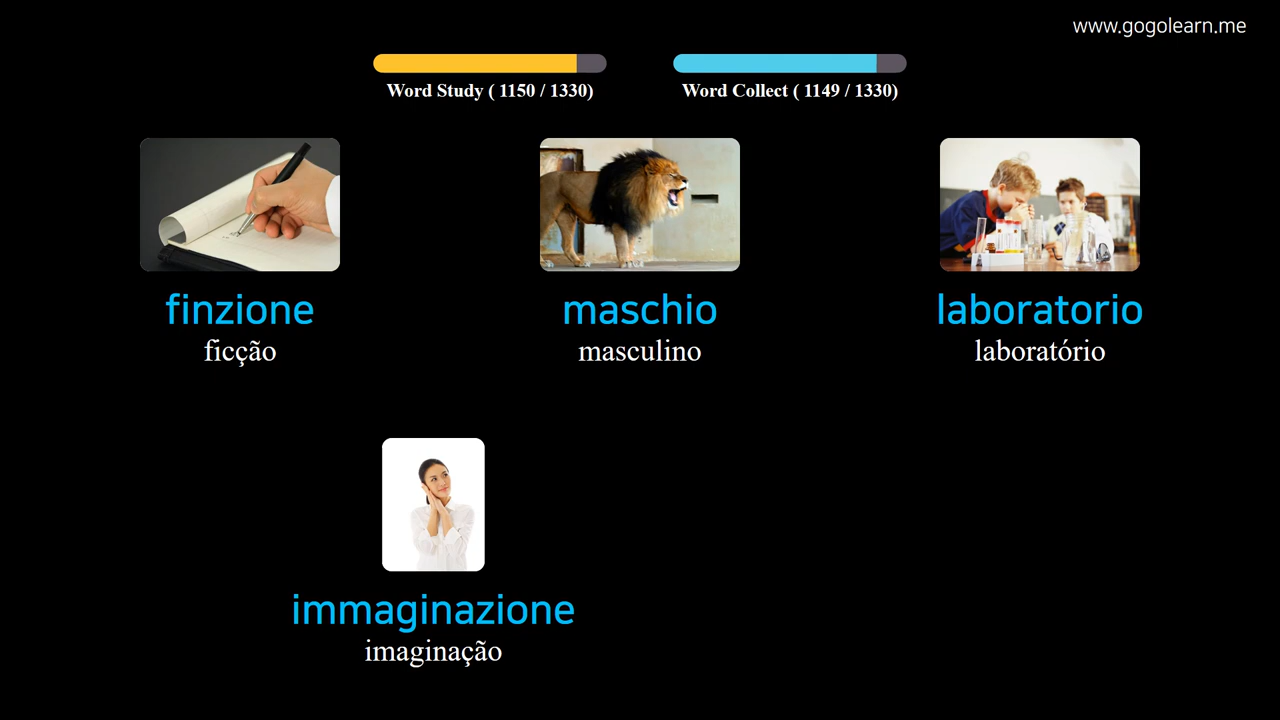 www.gogolearn.me
Word Study ( 1150 / 1330)
Word Collect ( 1149 / 1330)
finzione
ficção
maschio
masculino
laboratorio
laboratório
immaginazione
imaginação